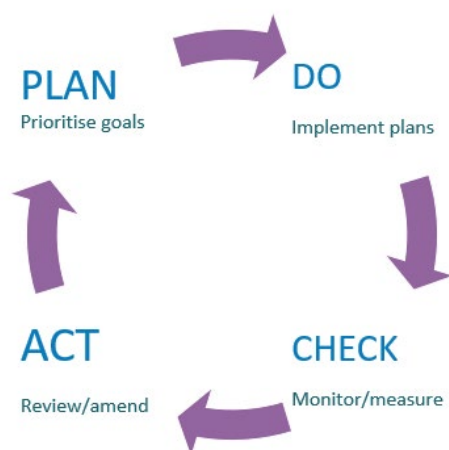 PLAN
Prioritise goals
DO
Implement plans
CHECK
Monitor/measure
ACT
Review/amend